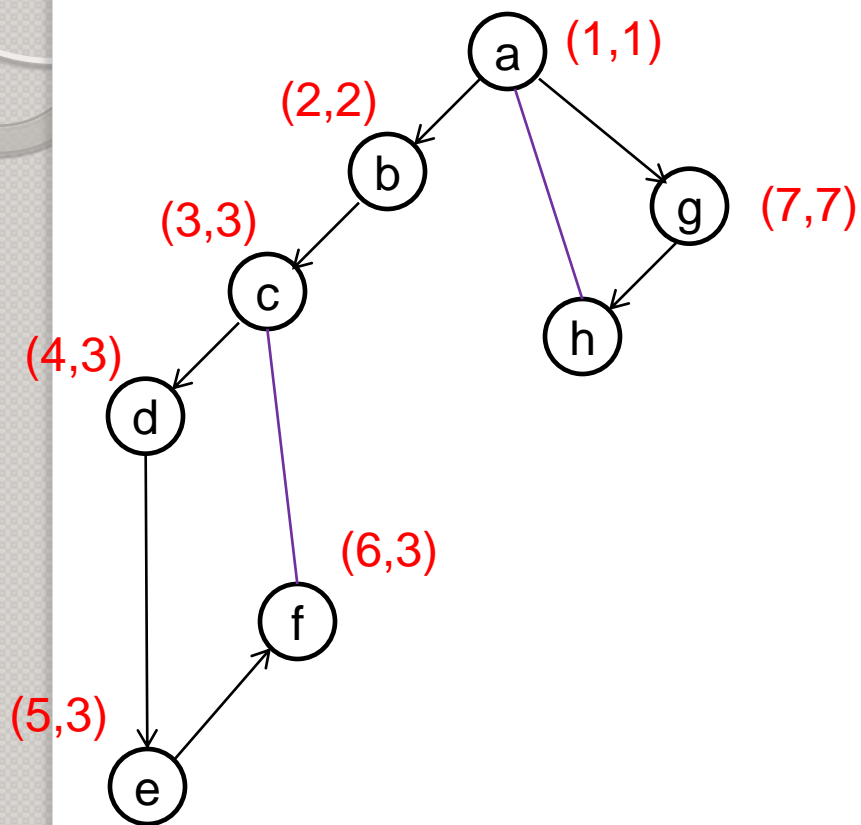 a (1,1)
(2,2)
b
g (7,7)
(3,3)
c
h
(4,3)
d
(6,3)
f
(5,3)
e